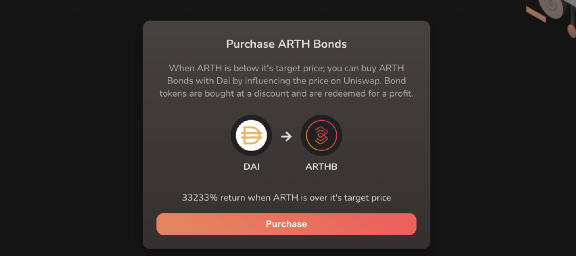 Purchase ARTH Bonds
When ARTH is below it's target price; you can buy ARTH
Bonds with Dai by influencing the price on Uniswap. Bond
tokens are bought at a discount and are redeemed for a profit.
DAI
ARTHB
33233% return when ARTH is over it's target price
Purchase